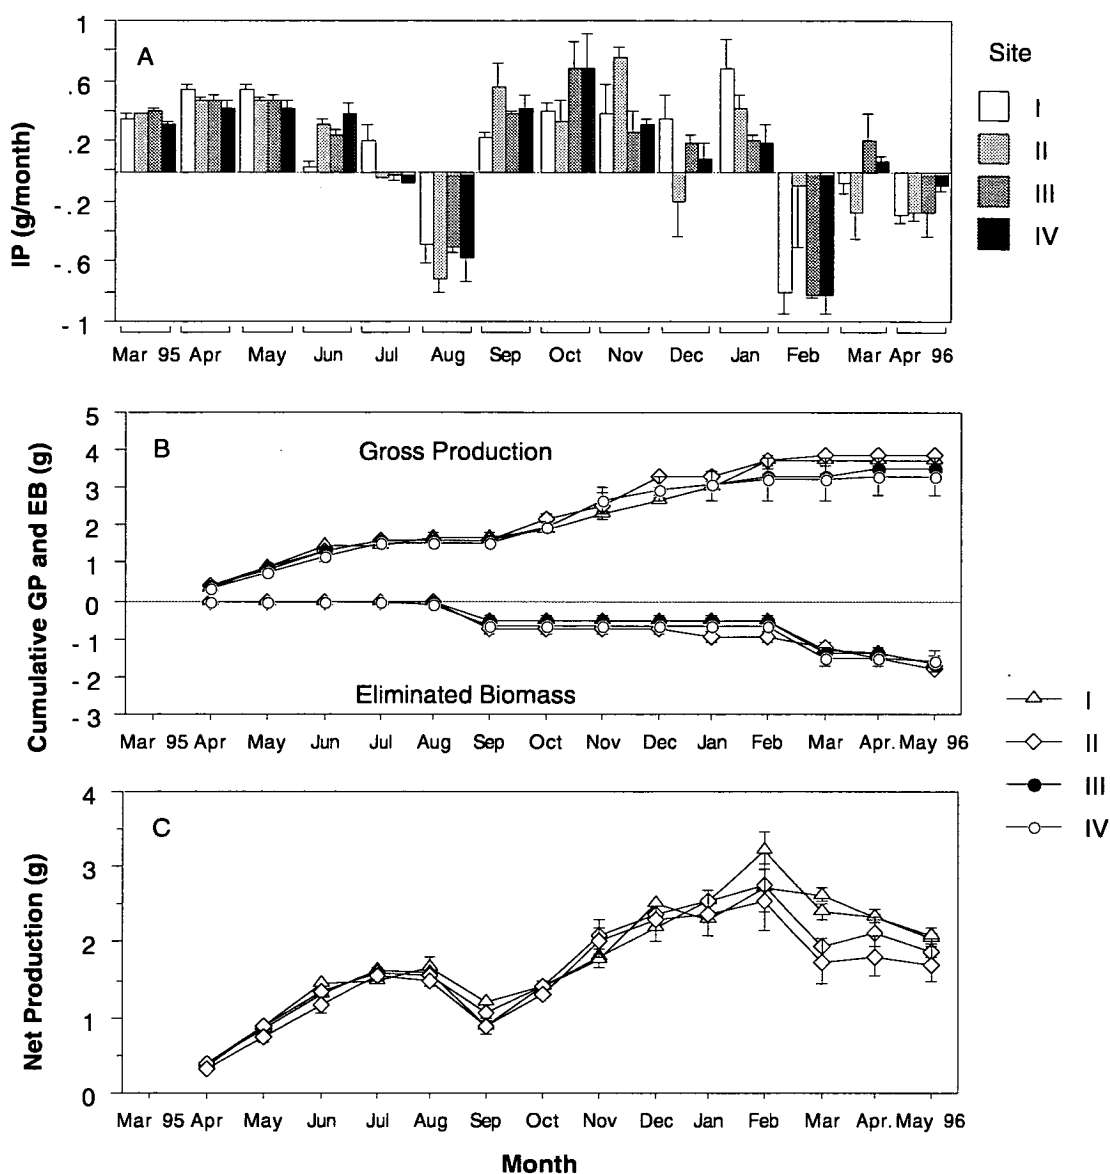 1
A
.6
.2
-.2
-.6
-1
IP (g/month)
Mar 95 Apr May Jun Jul Aug Sep Oct Nov Dec Jan Feb Mar Apr 96
Site
I
II
III
IV
5
B
Gross Production
4
3
2
1
0
-1
-2
-3
Eliminated Biomass
Cumulative GP and EB (g)
Mar 95 Apr May Jun Jul Aug Sep Oct Nov Dec Jan Feb Mar Apr. May 96
I
II
III
IV
4
C
3
2
1
0
Net Production (g)
Mar 95 Apr May Jun Jul Aug Sep Oct Nov Dec Jan Feb Mar Apr May 96
Month